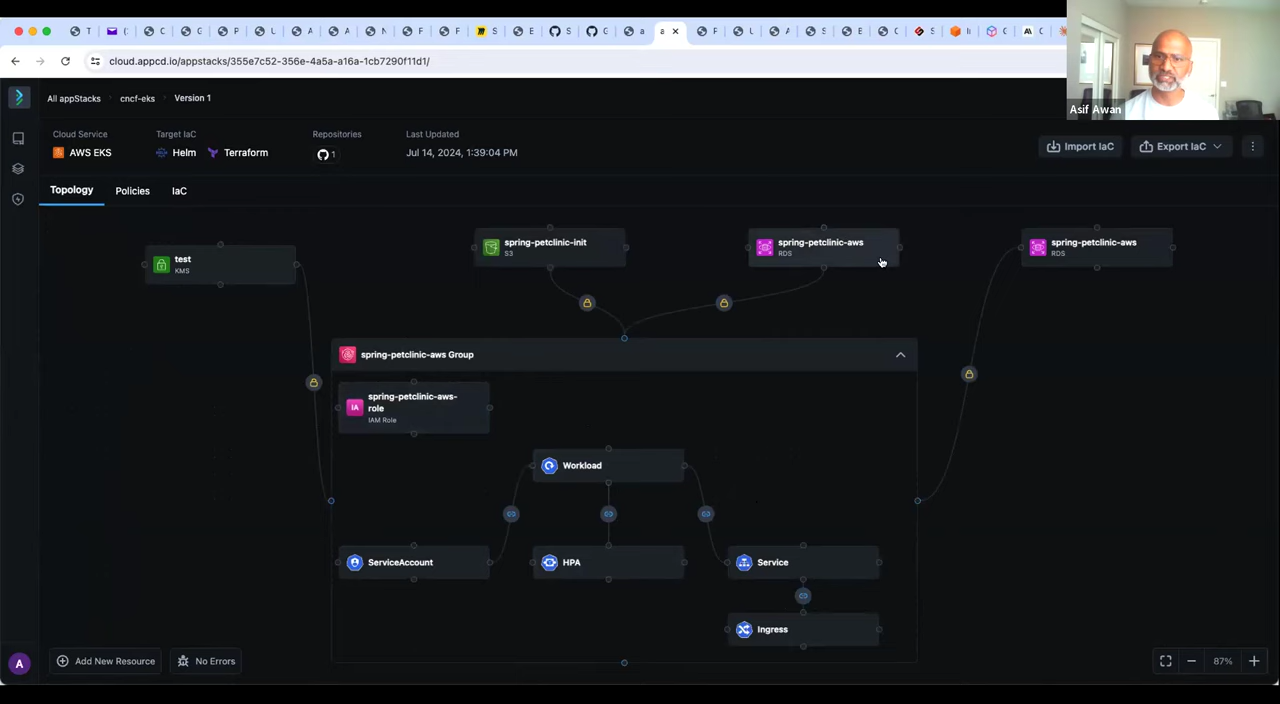 cloud.appcd.io/appstacks/355e7c52-356e-4a5a-a16a-1cb7290f11d1/
Asif Awan
All appStacks
cncf-eks
Version 1
Cloud Service
Target IaC
Repositories
Last Updated
AWS EKS
Helm
Terraform
1
Jul 14, 2024, 1:39:04 PM
Import IaC
Export IaC
Topology
Policies
IaC
test
KMS
spring-petclinic-init
S3
spring-petclinic-aws
RDS
spring-petclinic-aws
RDS
spring-petclinic-aws Group
IA
spring-petclinic-aws-
role
IAM Role
Workload
ServiceAccount
HPA
Service
Ingress
A
Add New Resource
No Errors
87%